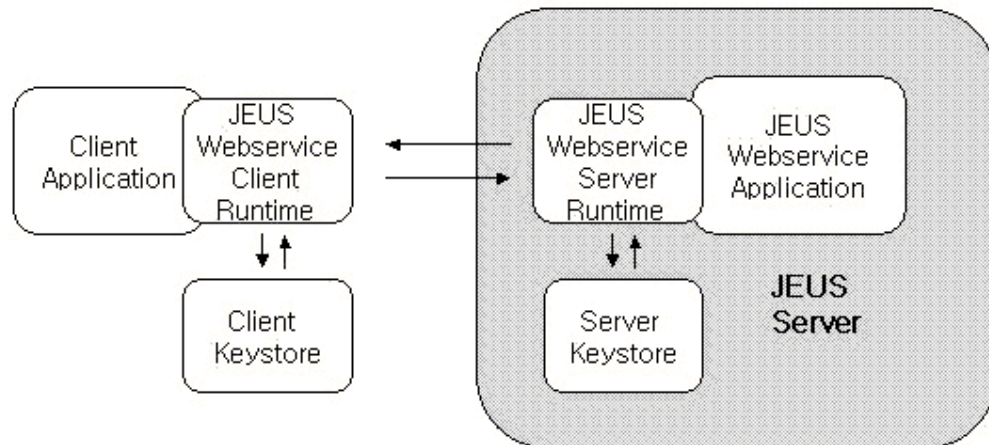 Client
Application
JEUS
Webservice
Client
Runtime
JEUS
Webservice
Server
Runtime
JEUS
Webservice
Application
Client
Keystore
Server
Keystore
JEUS
Server